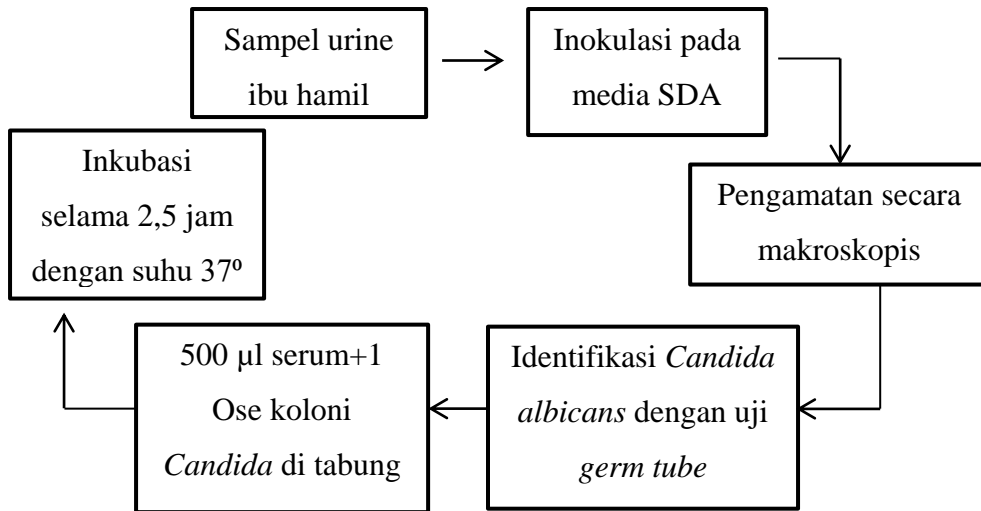 Sampel urine
ibu hamil
Inokulasi pada
media SDA
Pengamatan secara
makroskopis
Identifikasi Candida
albicans dengan uji
germ tube
500 µl serum+1
Ose koloni
Candida di tabung
Inkubasi
selama 2,5 jam
dengan suhu 37º